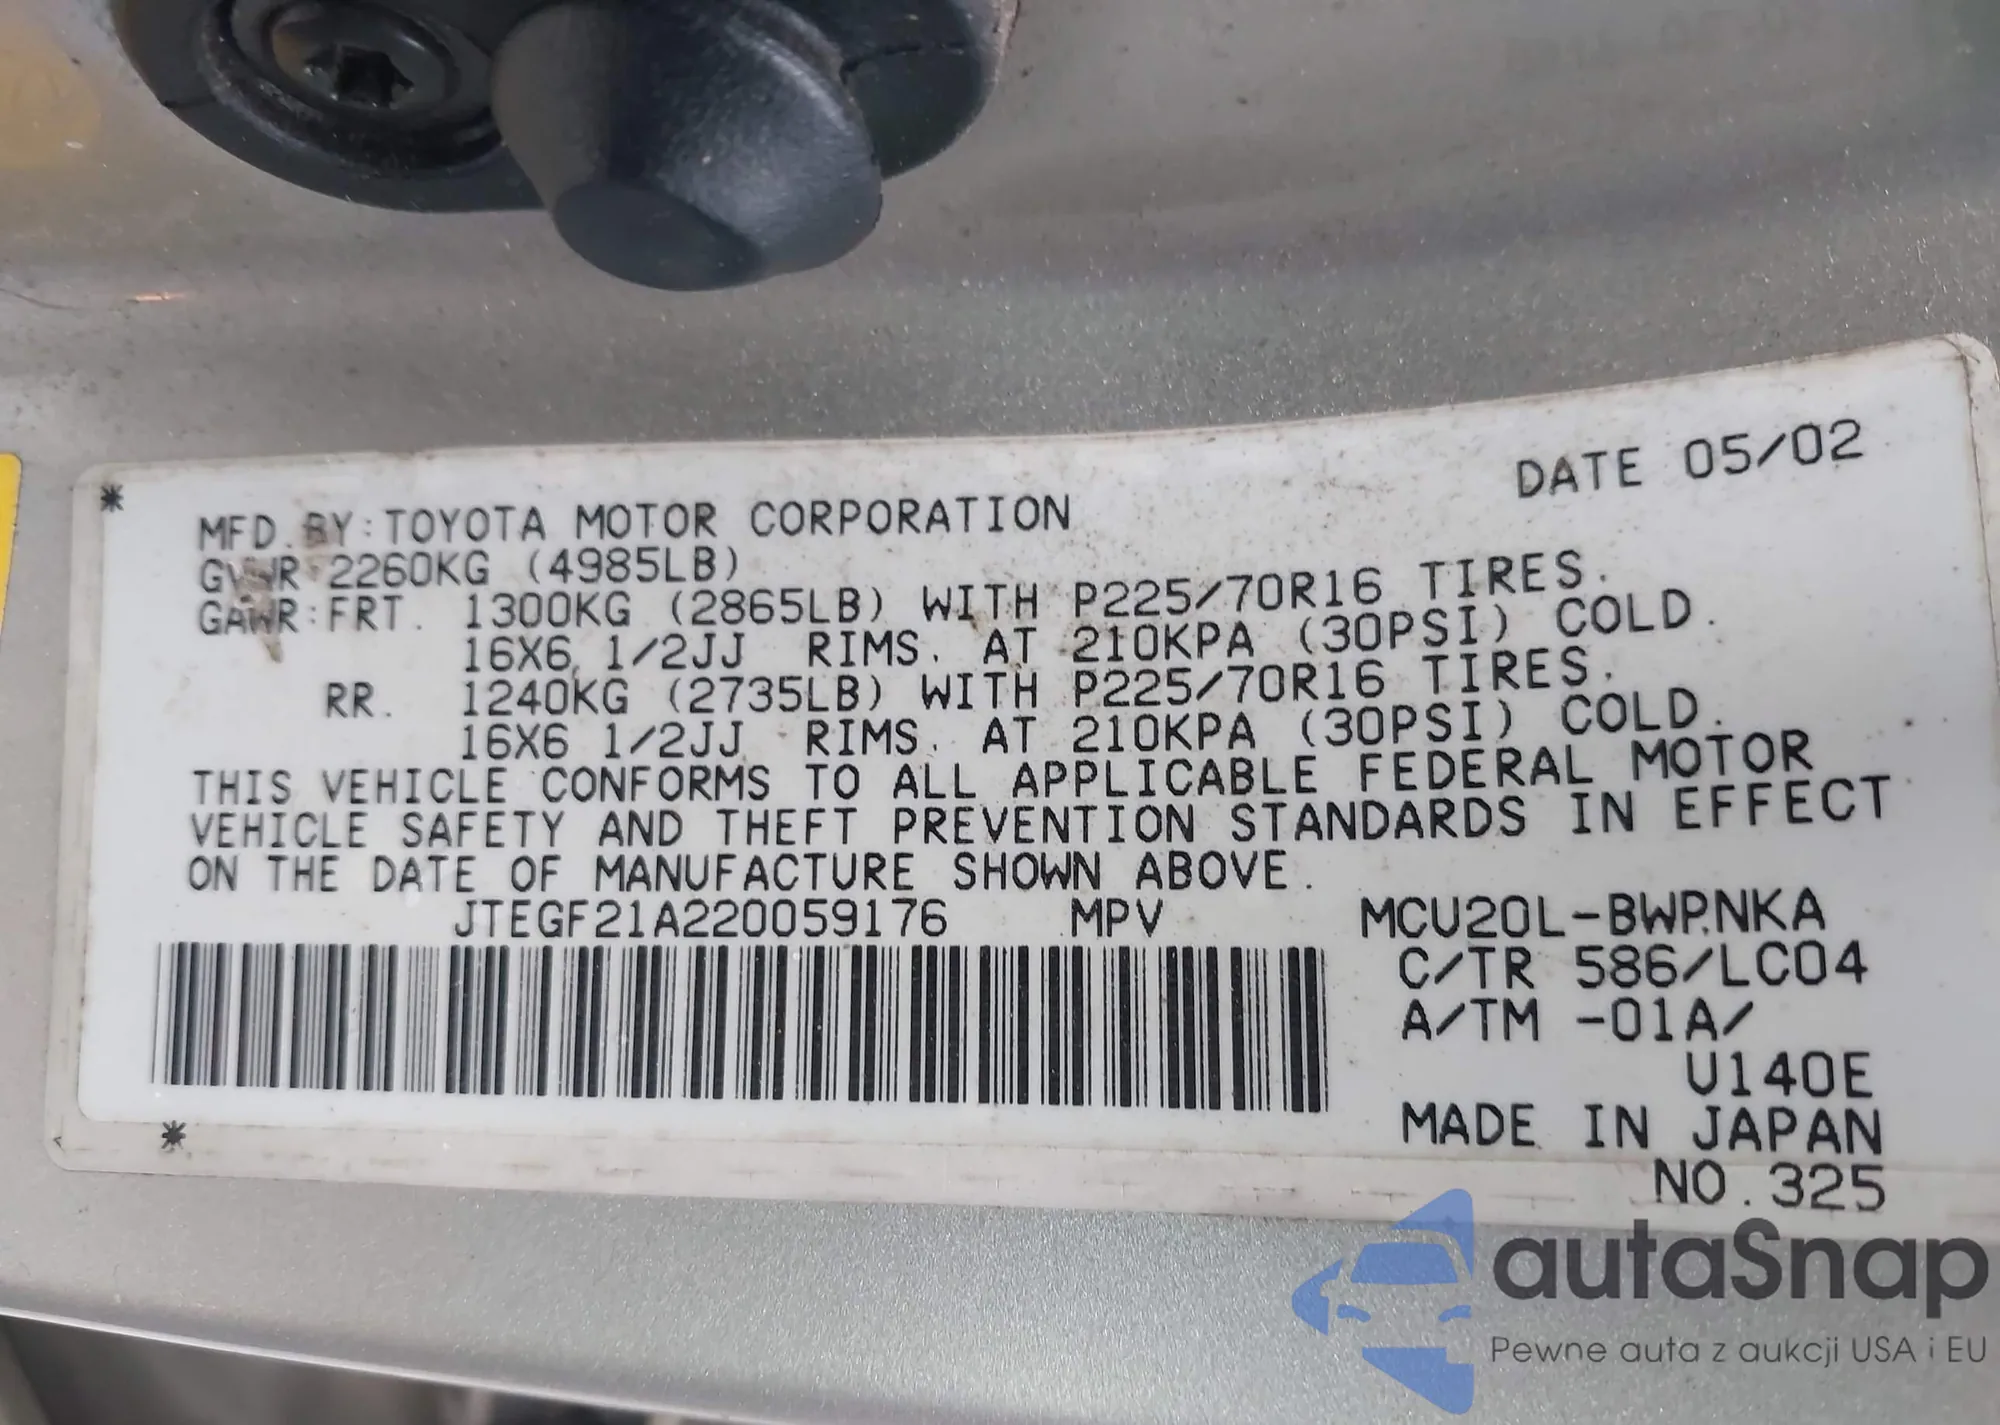 DATE 05/02
MFD. BY: TOYOTA MOTOR CORPORATION
GVWR 2260KG (4985LB)
GAWR: FRT. 1300KG (2865LB) WITH P225/70R16 TIRES.
16X6 1/2JJ RIMS. AT 210KPA (30PSI) COLD.
RR. 1240KG (2735LB) WITH P225/70R16 TIRES.
16X6 1/2JJ RIMS. AT 210KPA (30PSI) COLD.
THIS VEHICLE CONFORMS TO ALL APPLICABLE FEDERAL MOTOR
VEHICLE SAFETY AND THEFT PREVENTION STANDARDS IN EFFECT
ON THE DATE OF MANUFACTURE SHOWN ABOVE.
JTEGF21A220059176 MPV MCU20L-BWPNKA
C/TR 586/LC04
A/TM -01A/
U140E
MADE IN JAPAN
NO.325
autaSnap
Pewne auta z aukcji USA i EU